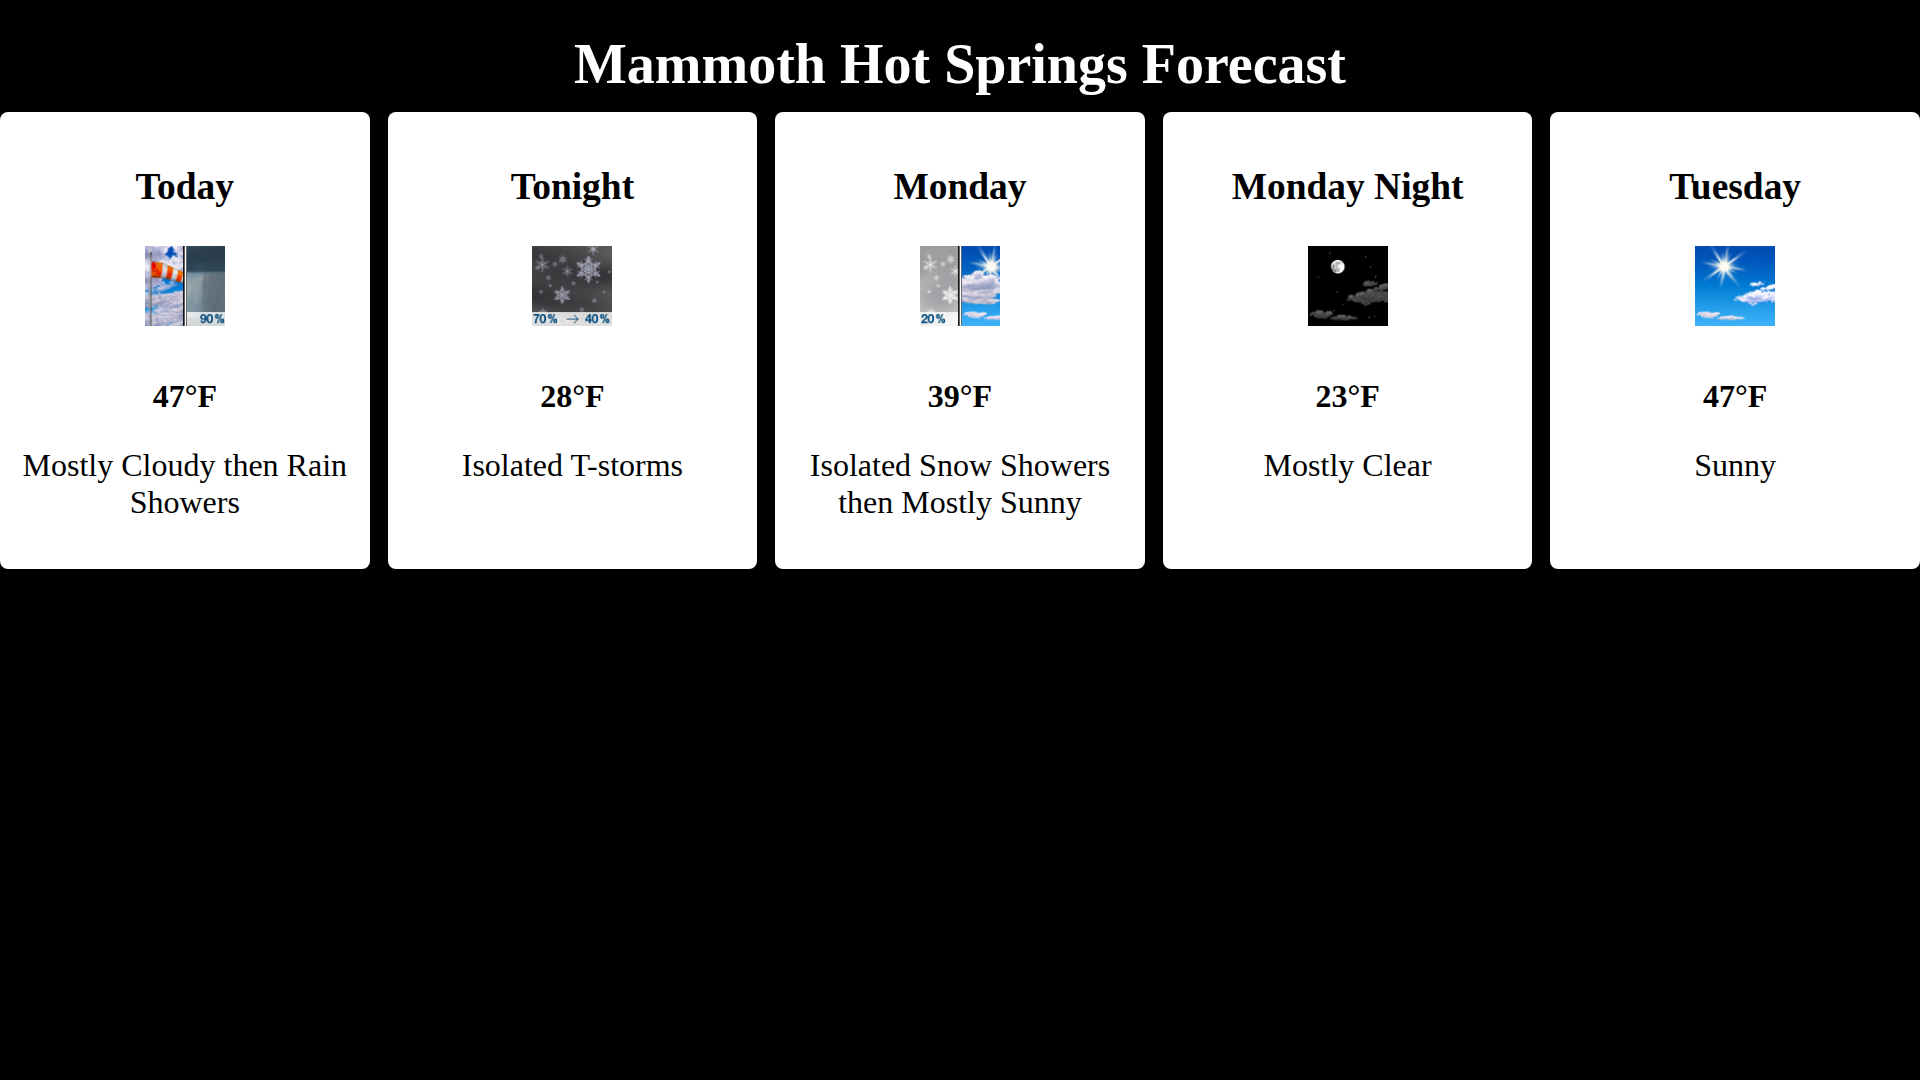 Mammoth Hot Springs Forecast
Today
90%
47°F
Mostly Cloudy then Rain
Showers
Tonight
70% → 40%
28°F
Isolated T-storms
Monday
20%
39°F
Isolated Snow Showers
then Mostly Sunny
Monday Night
23°F
Mostly Clear
Tuesday
47°F
Sunny